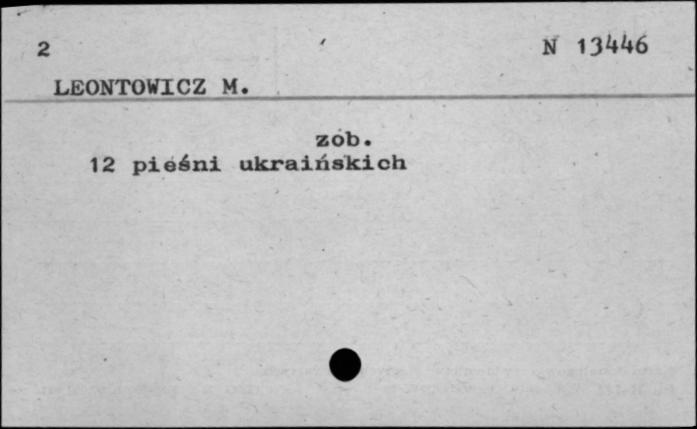 2 N 13446
LEONTOWICZ M.
zob.
12 pieśni ukraińskich